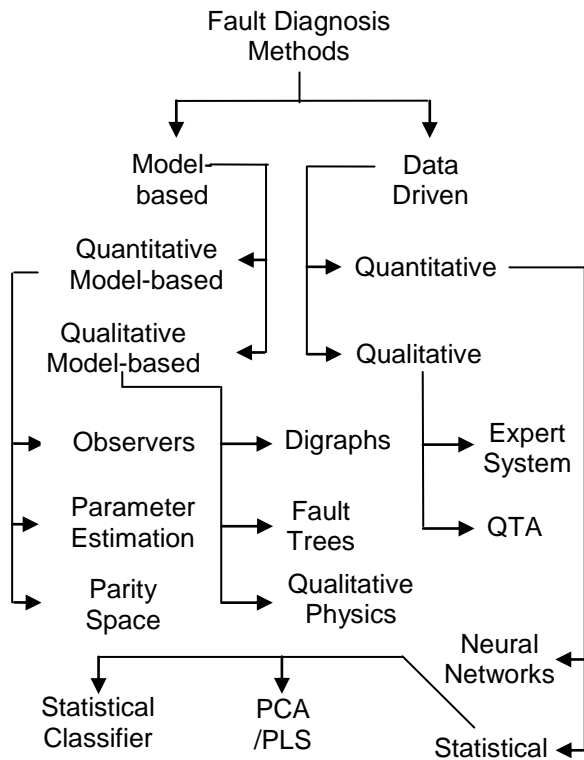 Fault Diagnosis
Methods
Model-
based
Data
Driven
Quantitative
Model-based
Quantitative
Qualitative
Model-based
Qualitative
Observers
Digraphs
Expert
System
Parameter
Estimation
Fault
Trees
QTA
Parity
Space
Qualitative
Physics
Neural
Networks
Statistical
Classifier
PCA
/PLS
Statistical